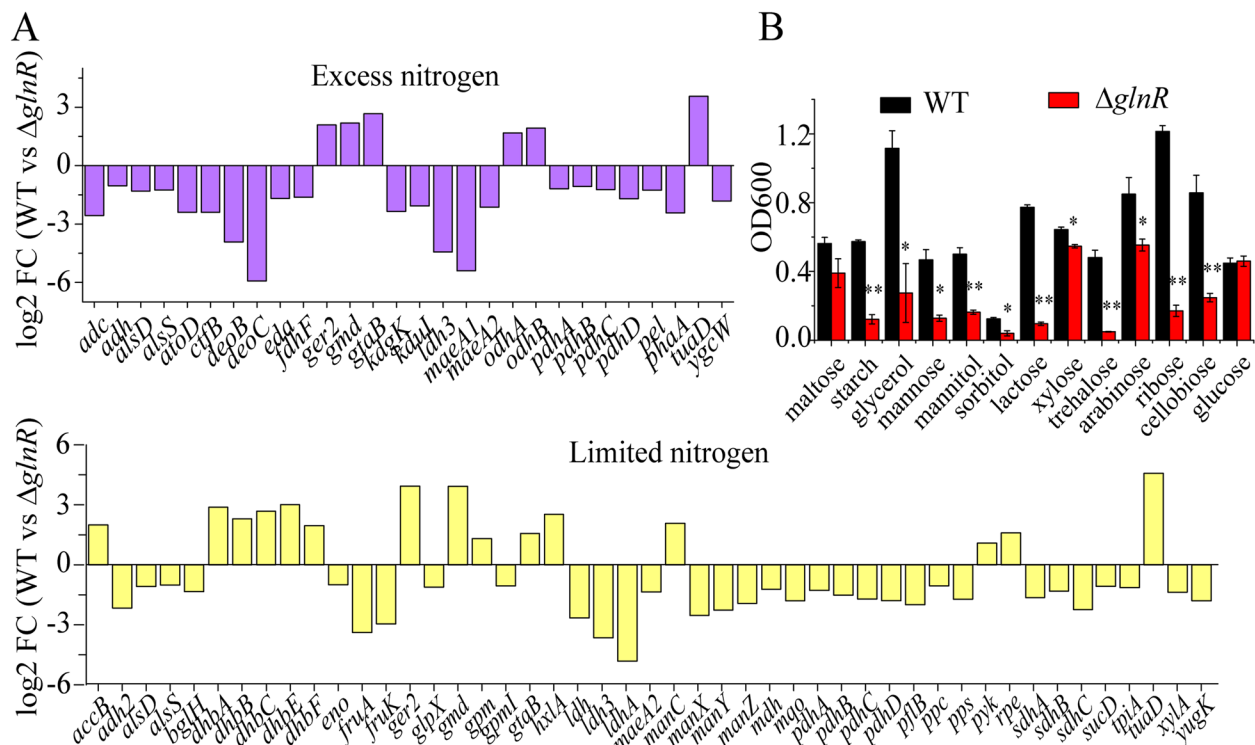 A
log2 FC (WT vs ΔglnR)
Excess nitrogen
3
0
-3
-6
adc adh alsD alsS atoD ctfB deoB deoC eda fdhF ger2 gmd gtaB kdgK kduI ldh3 maeA1 maeA2 odhA odhB pdhA pdhB pdhC pdhD pel phaA tuaD ygcW
B
WT ΔglnR
OD600
1.2
0.8
0.4
0.0
** * * ** * ** * ** * ** **
maltose starch glycerol mannose mannitol sorbitol lactose xylose trehalose arabinose ribose cellobiose glucose
log2 FC (WT vs ΔglnR)
Limited nitrogen
6
3
0
-3
-6
accB adh2 alsD alsS bglH dhbA dhbB dhbC dhbE dhbF eno fruA fruK ger2 glpX gmd gpm gpmI gtqB hxlA ldh ldh3 ldhA maeA2 manC manX manY manZ mdh mqo pdhA pdhB pdhC pdhD pflB ppc pps pyk rpe sdhA sdhB sdhC sucD tpiA tuaD xylA yugK